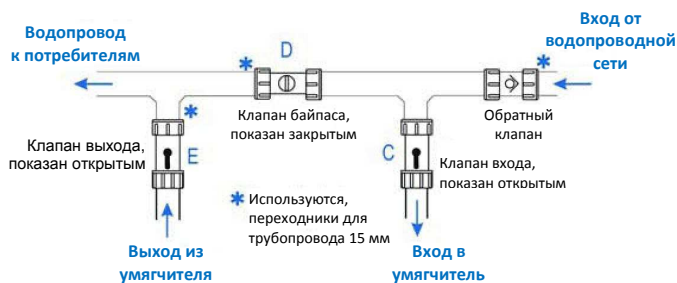 Водопровод
к потребителям
D
Вход от
водопроводной
сети
*
*
*
Клапан байпаса,
показан закрытым
Обратный
клапан
Клапан выхода,
показан открытым
E
C
Клапан входа,
показан открытым
* Используются,
переходники для
трубопровода 15 мм
Выход из
умягчителя
Вход в
умягчитель